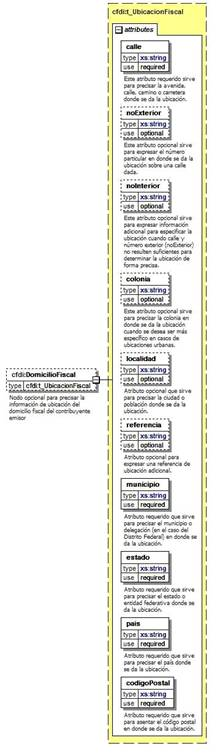 cfdi:t_UbicacionFiscal
attributes
calle
type xs:string
use required
Este atributo requerido sirve
para precisar la avenida,
calle, camino o carretera
donde se da la ubicación.
noExterior
type xs:string
use optional
Este atributo opcional sirve
para expresar el número
particular en donde se da la
ubicación sobre una calle
dada.
noInterior
type xs:string
use optional
Este atributo opcional sirve
para expresar información
adicional para especificar la
ubicación cuando calle y
número exterior (noExterior)
no resulten suficientes para
determinar la ubicación de
forma precisa.
colonia
type xs:string
use optional
Este atributo opcional sirve
para precisar la colonia en
donde se da la ubicación
cuando se desea ser más
específico en casos de
ubicaciones urbanas.
localidad
type xs:string
use optional
Atributo opcional que sirve
para precisar la ciudad o
población donde se da la
ubicación.
referencia
type xs:string
use optional
Atributo opcional para
expresar una referencia de
ubicación adicional.
municipio
type xs:string
use required
Atributo requerido que sirve
para precisar el municipio o
delegación (en el caso del
Distrito Federal) en donde se
da la ubicación.
estado
type xs:string
use required
Atributo requerido que sirve
para precisar el estado o
entidad federativa donde se
da la ubicación.
pais
type xs:string
use required
Atributo requerido que sirve
para precisar el país donde
se da la ubicación.
codigoPostal
type xs:string
use required
Atributo requerido que sirve
para asentar el código postal
en donde se da la ubicación.
cfdi:DomicilioFiscal
type cfdi:t_UbicacionFiscal
Nodo opcional para precisar la
información de ubicación del
domicilio fiscal del contribuyente
emisor